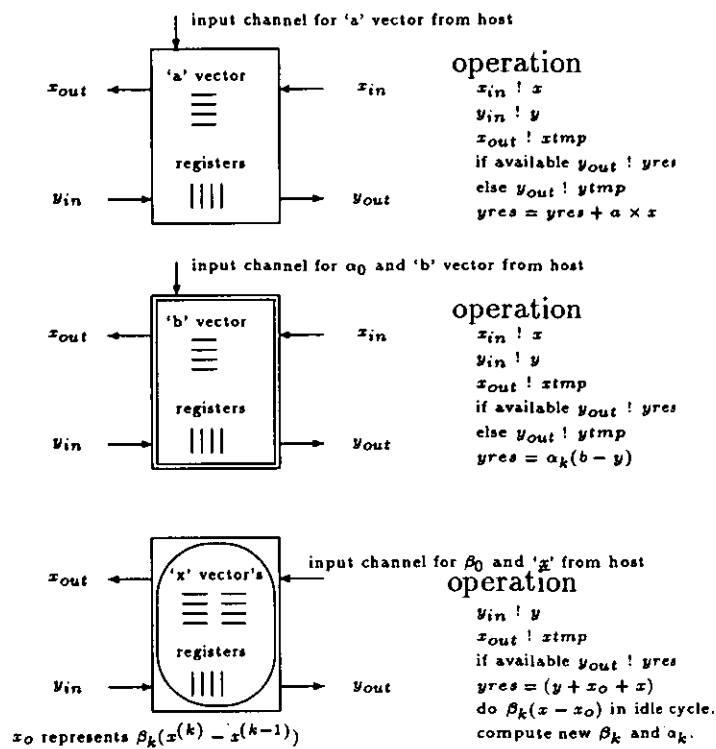 input channel for 'a' vector from host
'a' vector
x_out
x_in
registers
y_in
y_out
operation
x_in ! x
y_in ! y
x_out ! xtmp
if available y_out ! yres
else y_out ! ytmp
yres = yres + a × x
input channel for α_0 and 'b' vector from host
'b' vector
x_out
x_in
registers
y_in
y_out
operation
x_in ! x
y_in ! y
x_out ! xtmp
if available y_out ! yres
else y_out ! ytmp
yres = α_k(b − y)
input channel for β_0 and 'x' from host
'x' vector's
x_out
registers
y_in
y_out
operation
y_in ! y
x_out ! xtmp
if available y_out ! yres
yres = (y + x_o + x)
do β_k(x − x_o) in idle cycle.
compute new β_k and α_k.
x_o represents β_k(x^(k) − x^(k−1))